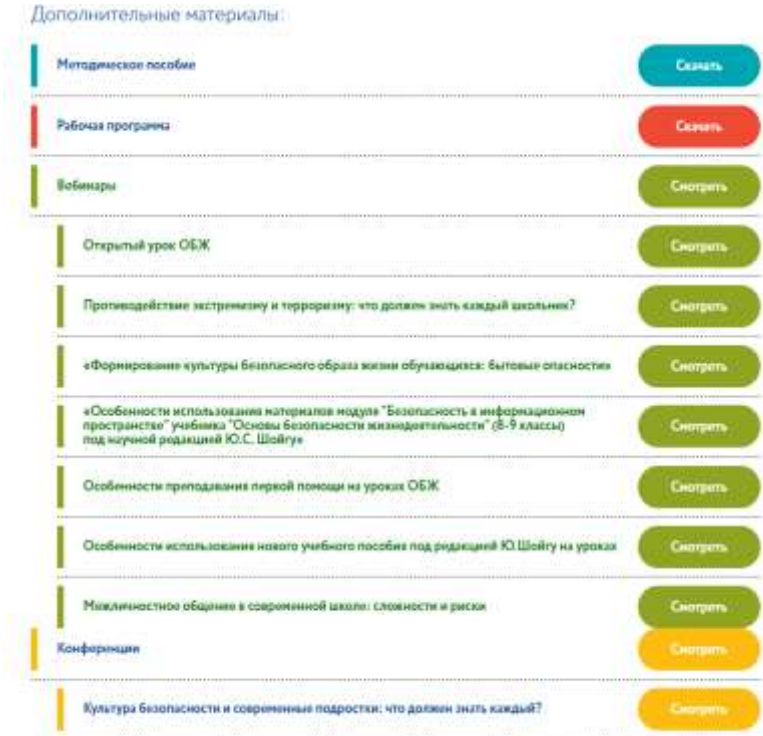 Дополнительные материалы:
Методическое пособие
Скачать
Рабочая программа
Скачать
Вебинары
Смотреть
Открытый урок ОБЖ
Смотреть
Противодействие экстремизму и терроризму: что должен знать каждый школьник?
Смотреть
«Формирование культуры безопасного образа жизни обучающихся: бытовые опасности»
Смотреть
«Особенности использования материалов модуля "Безопасность в информационном
пространстве" учебника "Основы безопасности жизнедеятельности" (8-9 классы)
под научной редакцией Ю.С. Шойгу»
Смотреть
Особенности преподавания первой помощи на уроках ОБЖ
Смотреть
Особенности использования нового учебного пособия под редакцией Ю.Шойгу на уроках
Смотреть
Межличностное общение в современной школе: сложности и риски
Смотреть
Конференции
Смотреть
Культура безопасности и современные подростки: что должен знать каждый?
Смотреть